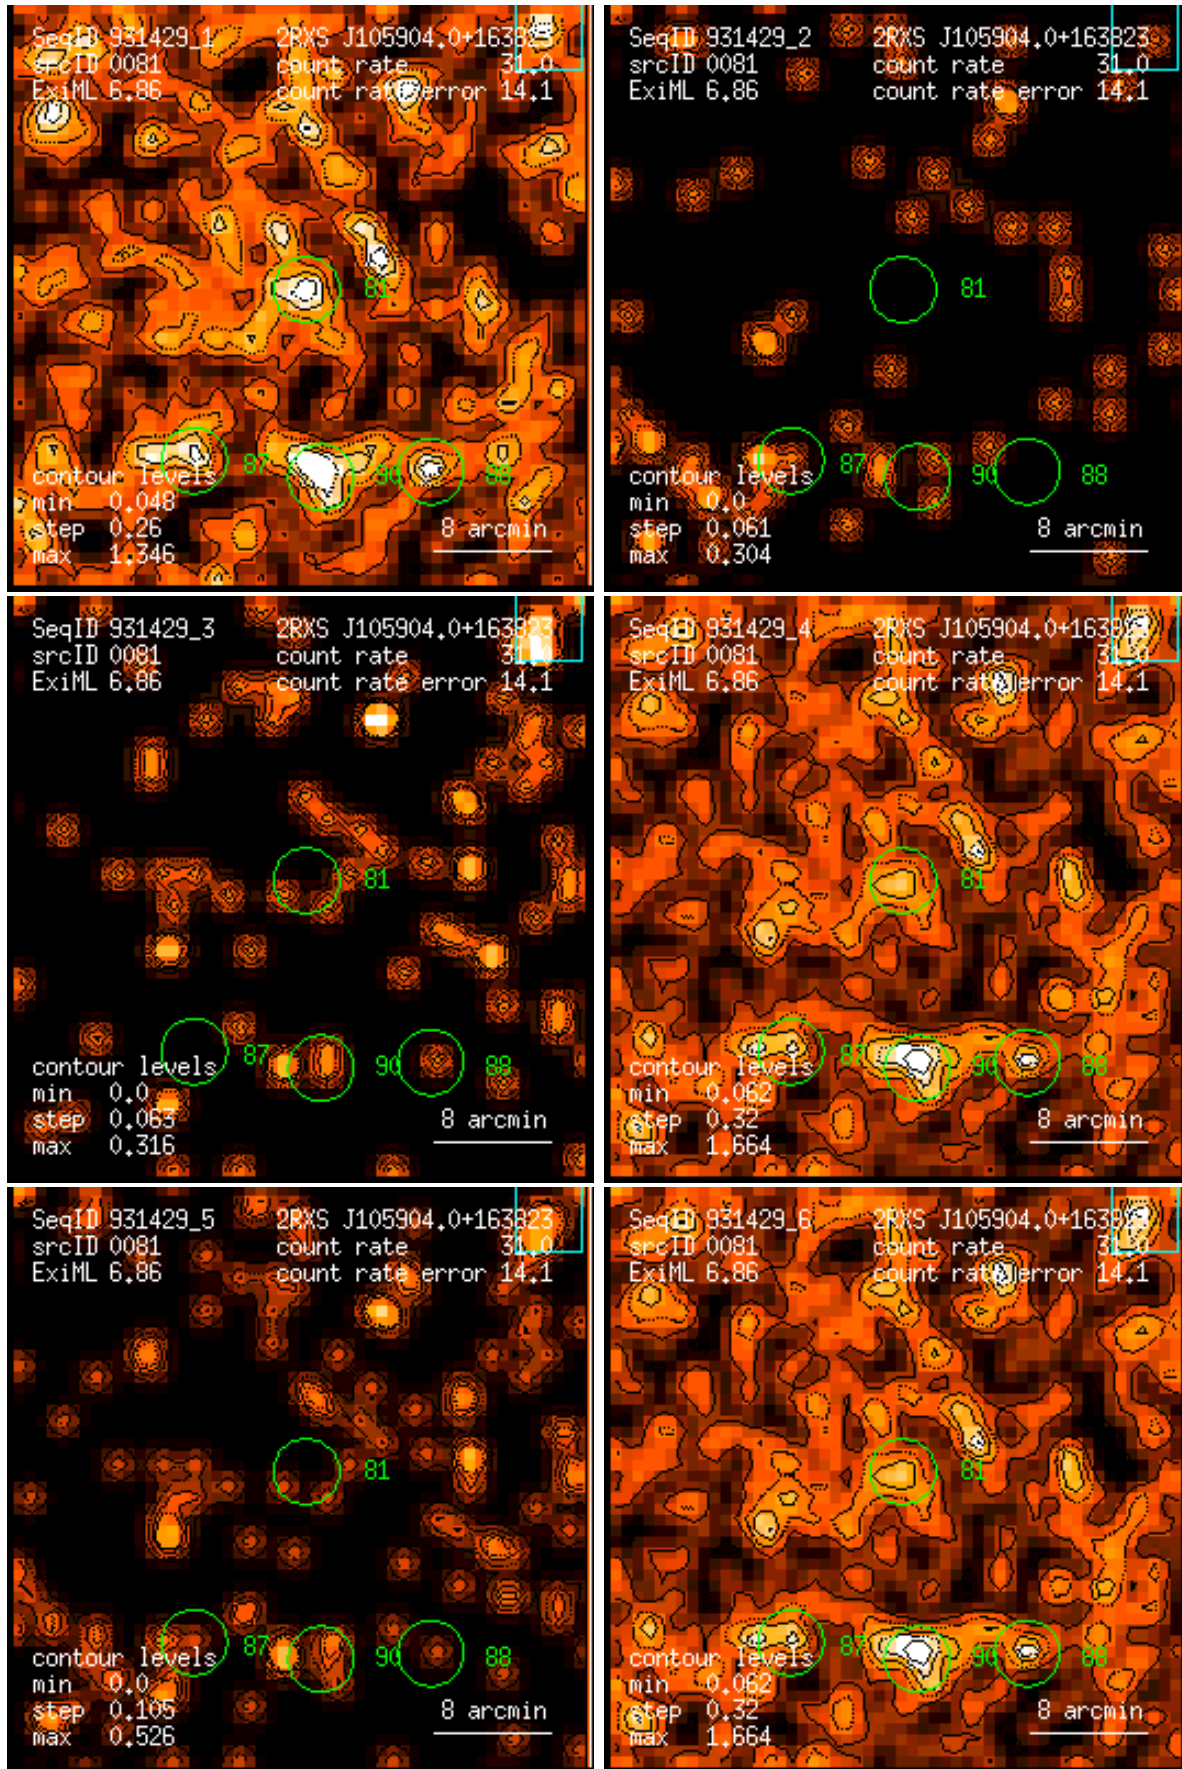 SeqID 931429_1 2RXS J105904.0+163823
srcID 0081 count rate 31.0
ExiML 6.86 count rate error 14.1
81
87 90 88
contour levels
min 0.048
step 0.26 8 arcmin
max 1.346
SeqID 931429_2 2RXS J105904.0+163823
srcID 0081 count rate 31.0
ExiML 6.86 count rate error 14.1
81
87 90 88
contour levels
min 0.0
step 0.061 8 arcmin
max 0.304
SeqID 931429_3 2RXS J105904.0+163823
srcID 0081 count rate 31.0
ExiML 6.86 count rate error 14.1
81
87 90 88
contour levels
min 0.0
step 0.063 8 arcmin
max 0.316
SeqID 931429_4 2RXS J105904.0+163823
srcID 0081 count rate 31.0
ExiML 6.86 count rate error 14.1
81
87 90 88
contour levels
min 0.062
step 0.32 8 arcmin
max 1.664
SeqID 931429_5 2RXS J105904.0+163823
srcID 0081 count rate 31.0
ExiML 6.86 count rate error 14.1
81
87 90 88
contour levels
min 0.0
step 0.105 8 arcmin
max 0.526
SeqID 931429_6 2RXS J105904.0+163823
srcID 0081 count rate 31.0
ExiML 6.86 count rate error 14.1
81
87 90 88
contour levels
min 0.062
step 0.32 8 arcmin
max 1.664